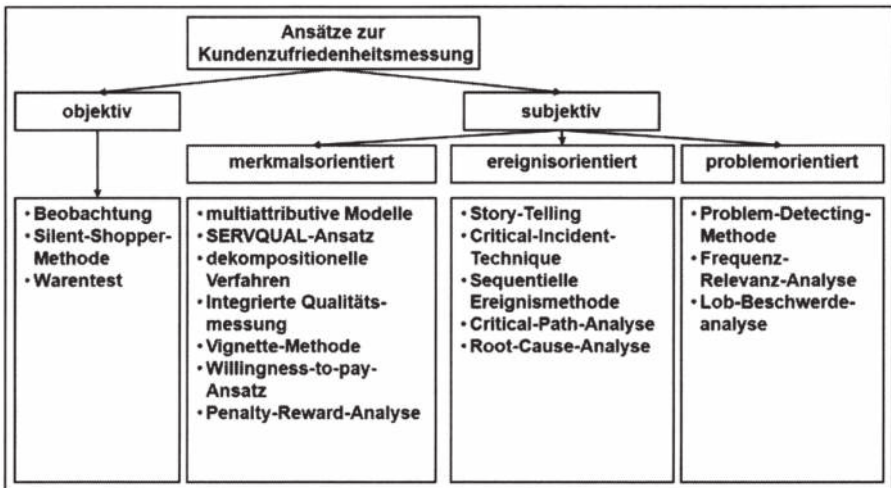 Ansätze zur
Kundenzufriedenheitsmessung
objektiv
subjektiv
merkmalsorientiert
ereignisorientiert
problemorientiert
• Beobachtung
• Silent-Shopper-
Methode
• Warentest
• multiattributive Modelle
• SERVQUAL-Ansatz
• dekompositionelle
Verfahren
• Integrierte Qualitäts-
messung
• Vignette-Methode
• Willingness-to-pay-
Ansatz
• Penalty-Reward-Analyse
• Story-Telling
• Critical-Incident-
Technique
• Sequentielle
Ereignismethode
• Critical-Path-Analyse
• Root-Cause-Analyse
• Problem-Detecting-
Methode
• Frequenz-
Relevanz-Analyse
• Lob-Beschwerde-
analyse